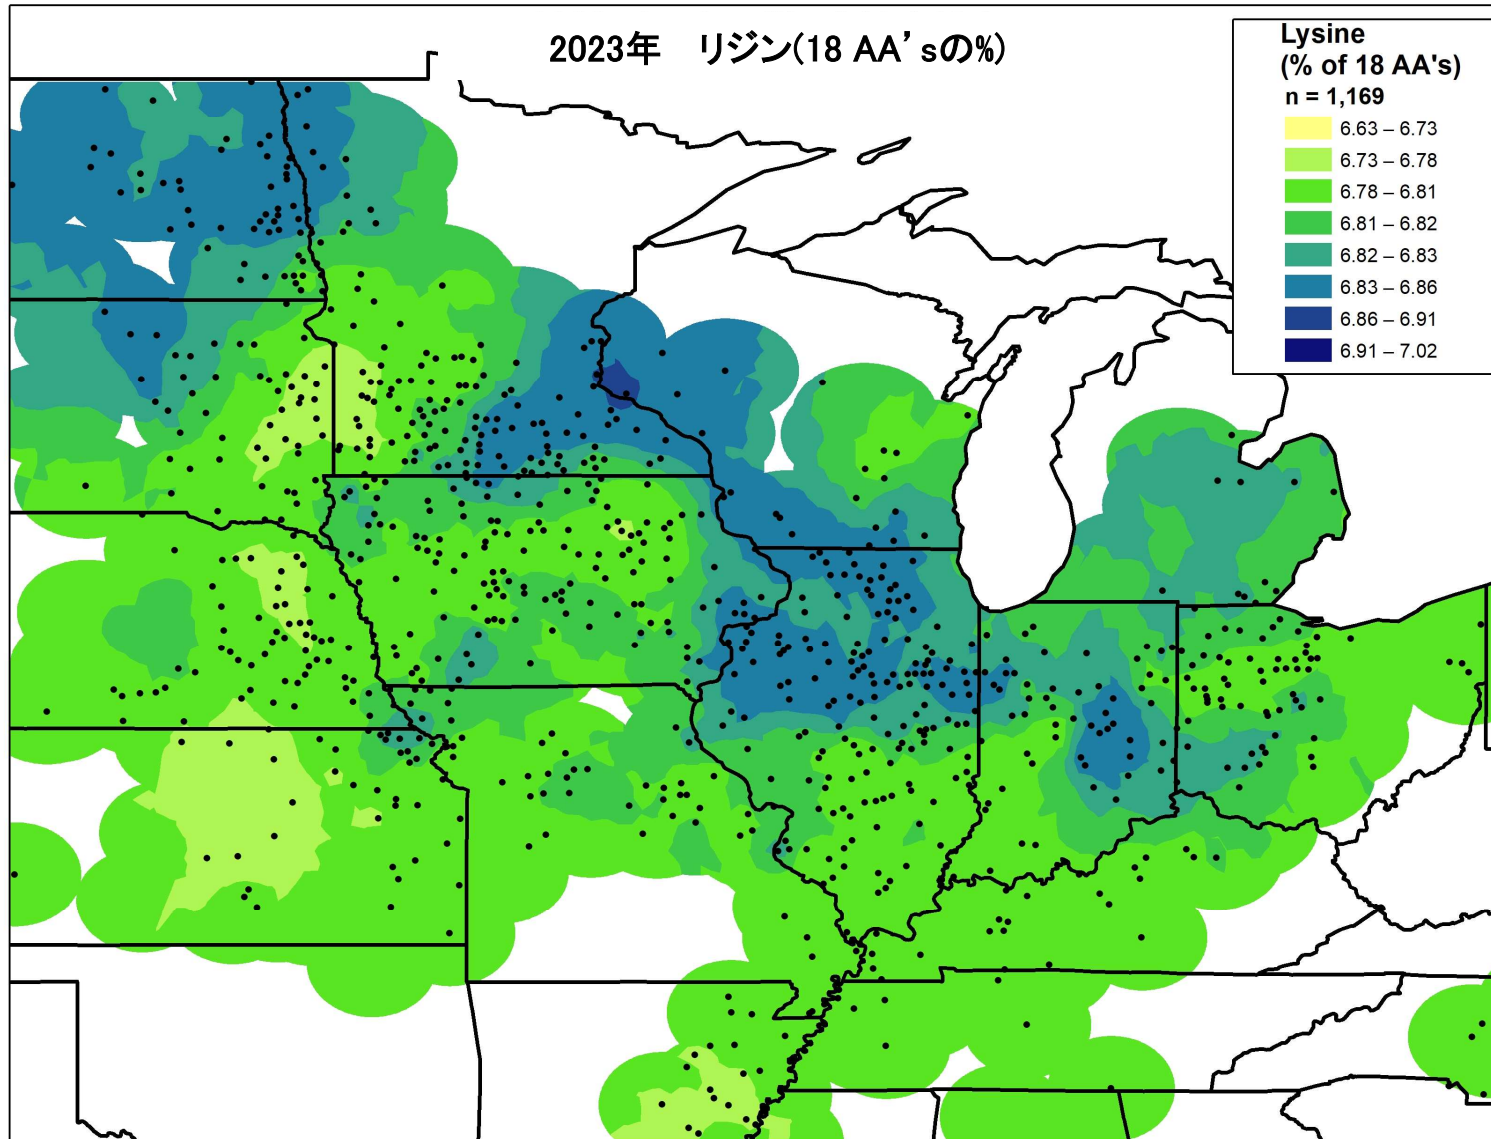 2023年　リジン(18 AA’sの%)
Lysine
(% of 18 AA's)
n = 1,169
6.63 – 6.73
6.73 – 6.78
6.78 – 6.81
6.81 – 6.82
6.82 – 6.83
6.83 – 6.86
6.86 – 6.91
6.91 – 7.02